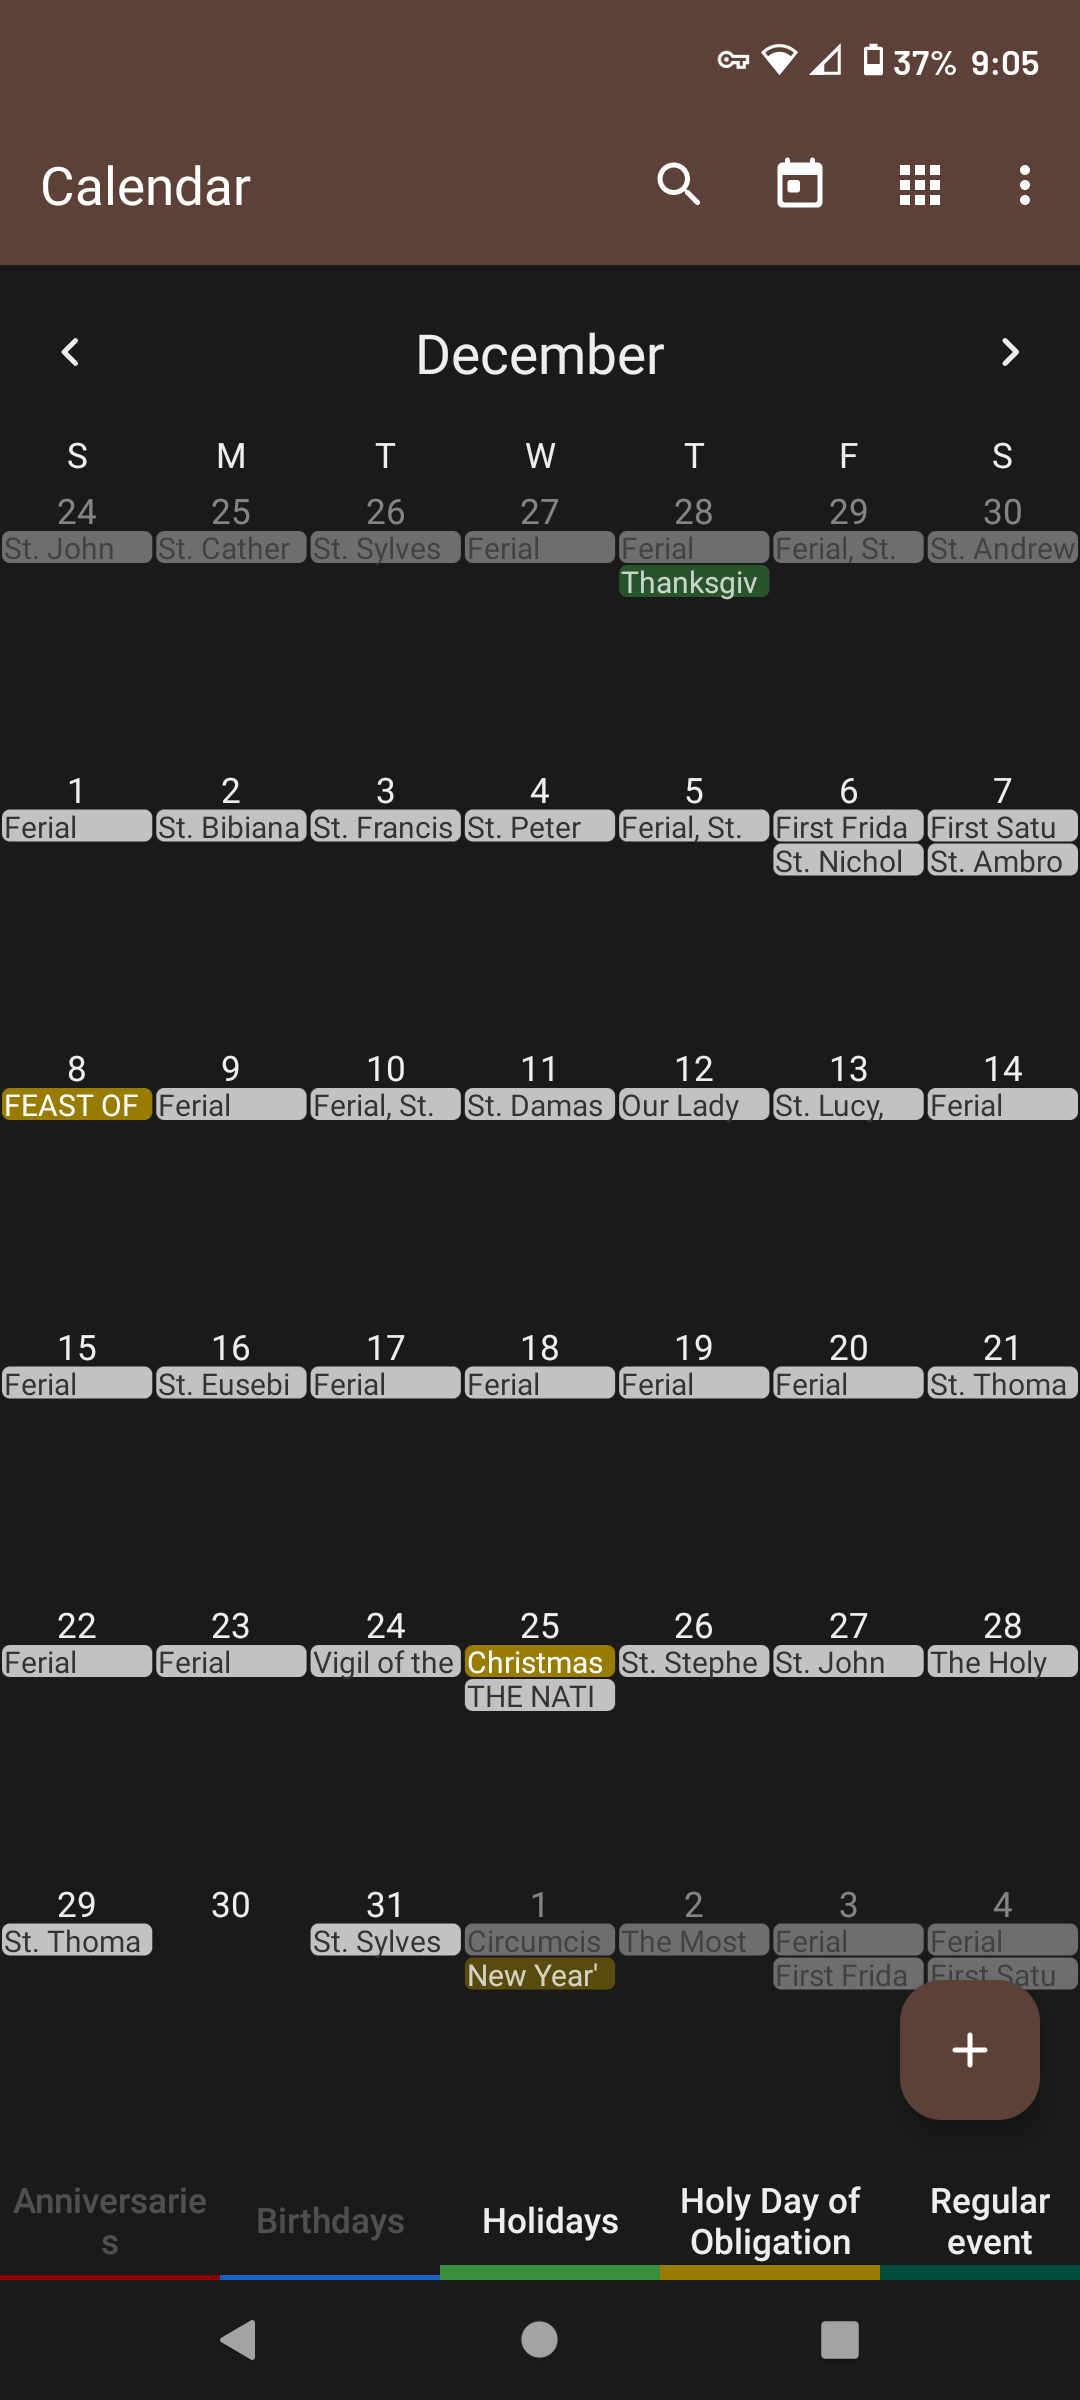 37% 9:05
Calendar
December
S M T W T F S
24 25 26 27 28 29 30
St. John St. Cather St. Sylves Ferial Ferial Ferial, St. St. Andrew
Thanksgiv
1 2 3 4 5 6 7
Ferial St. Bibiana St. Francis St. Peter Ferial, St. First Frida First Satu
St. Nichol St. Ambro
8 9 10 11 12 13 14
FEAST OF Ferial Ferial, St. St. Damas Our Lady St. Lucy, Ferial
15 16 17 18 19 20 21
Ferial St. Eusebi Ferial Ferial Ferial Ferial St. Thoma
22 23 24 25 26 27 28
Ferial Ferial Vigil of the Christmas St. Stephe St. John The Holy
THE NATI
29 30 31 1 2 3 4
St. Thoma St. Sylves Circumcis The Most Ferial Ferial
New Year' First Frida First Satu
Anniversarie
s
Birthdays
Holidays
Holy Day of
Obligation
Regular
event